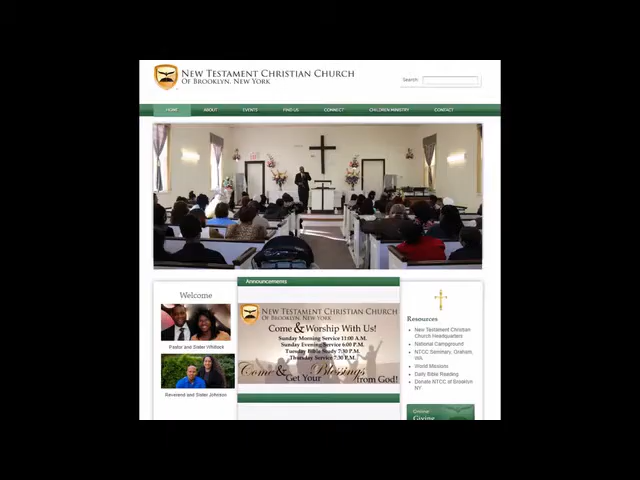 New Testament Christian Church
Of Brooklyn, New York
Search:
HOME ABOUT EVENTS FIND US CONNECT CHILDREN MINISTRY CONTACT
Welcome
Pastor and Sister Whitlock
Reverend and Sister Johnson
Announcements
New Testament Christian Church
Of Brooklyn, New York
Come & Worship With Us!
Sunday Morning Service 11:00 A.M.
Sunday Evening Service 6:00 P.M.
Tuesday Bible Study 7:30 P.M.
Thursday Service 7:30 P.M.
Come & Get Your Blessings from God!
Resources
New Testament Christian
Church Headquarters
National Campground
NTCC Seminary, Graham,
WA
World Missions
Daily Bible Reading
Donate NTCC of Brooklyn
NY
Giving
Giving